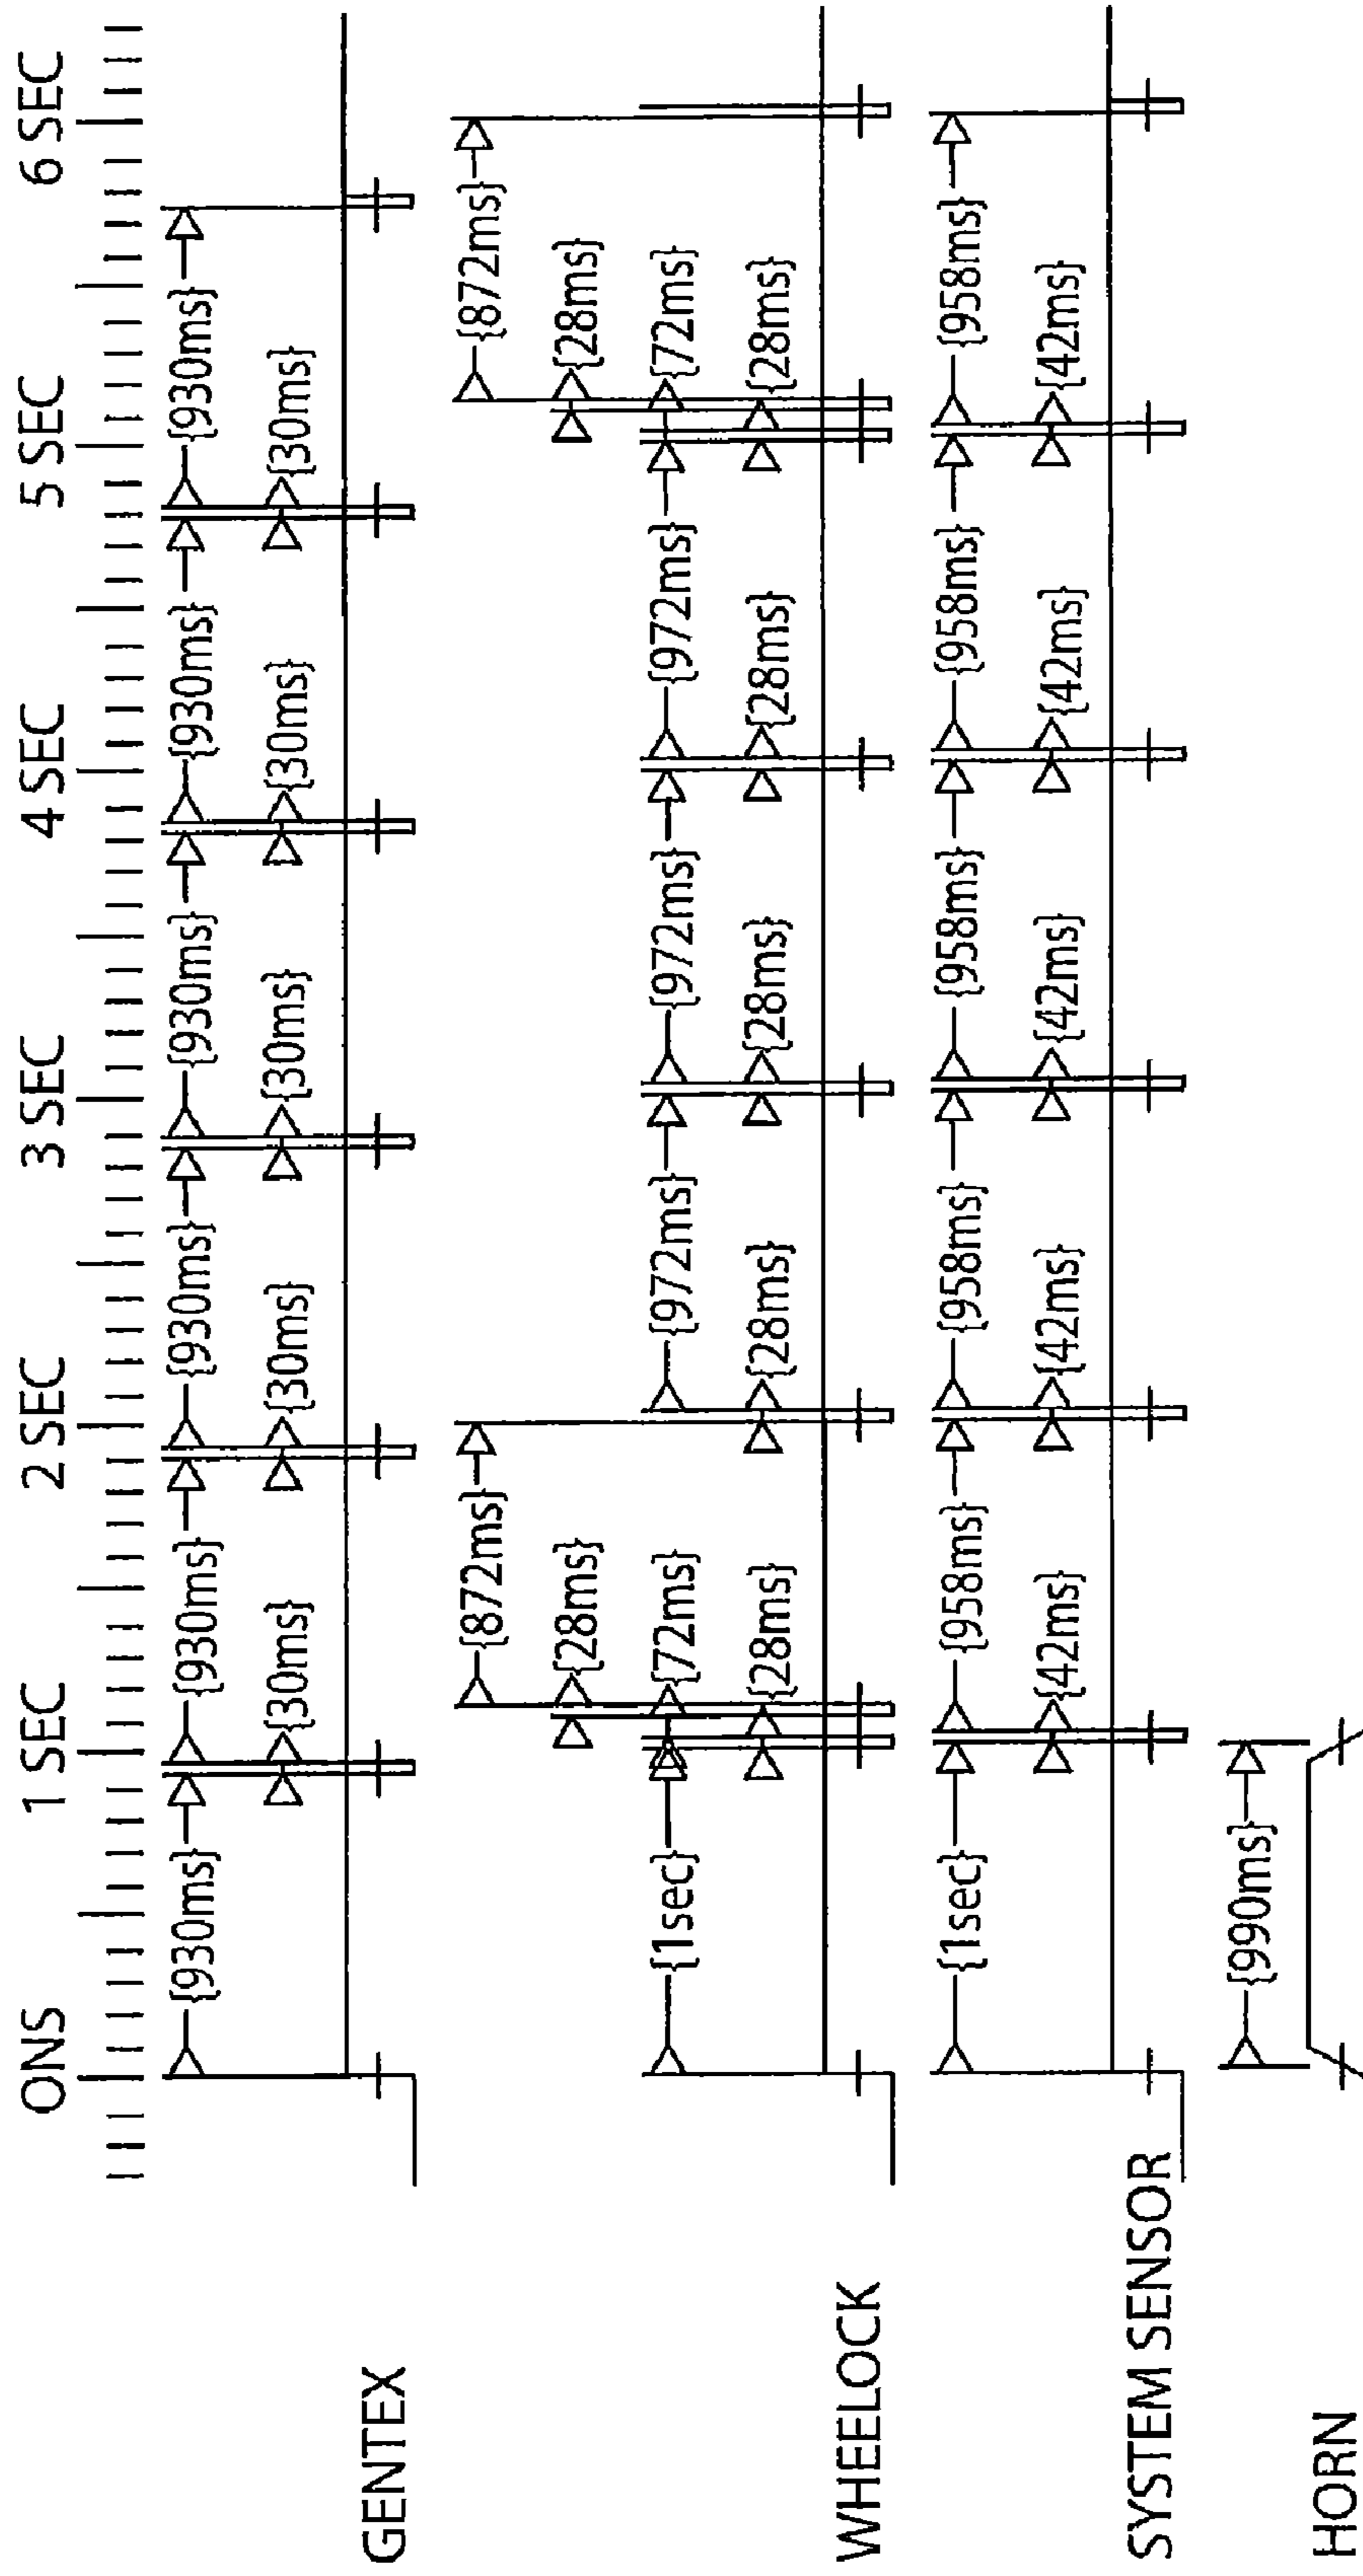 0NS 1 SEC 2 SEC 3 SEC 4 SEC 5 SEC 6 SEC
{930ms} {930ms} {930ms} {930ms} {930ms} {930ms}
{30ms} {30ms} {30ms} {30ms} {30ms}
GENTEX
{872ms} {872ms}
{28ms} {28ms}
{1sec} {72ms} {972ms} {972ms} {972ms} {72ms}
{28ms} {28ms} {28ms} {28ms} {28ms}
WHEELOCK
{1sec} {958ms} {958ms} {958ms} {958ms} {958ms}
{42ms} {42ms} {42ms} {42ms} {42ms}
SYSTEM SENSOR
{990ms}
HORN